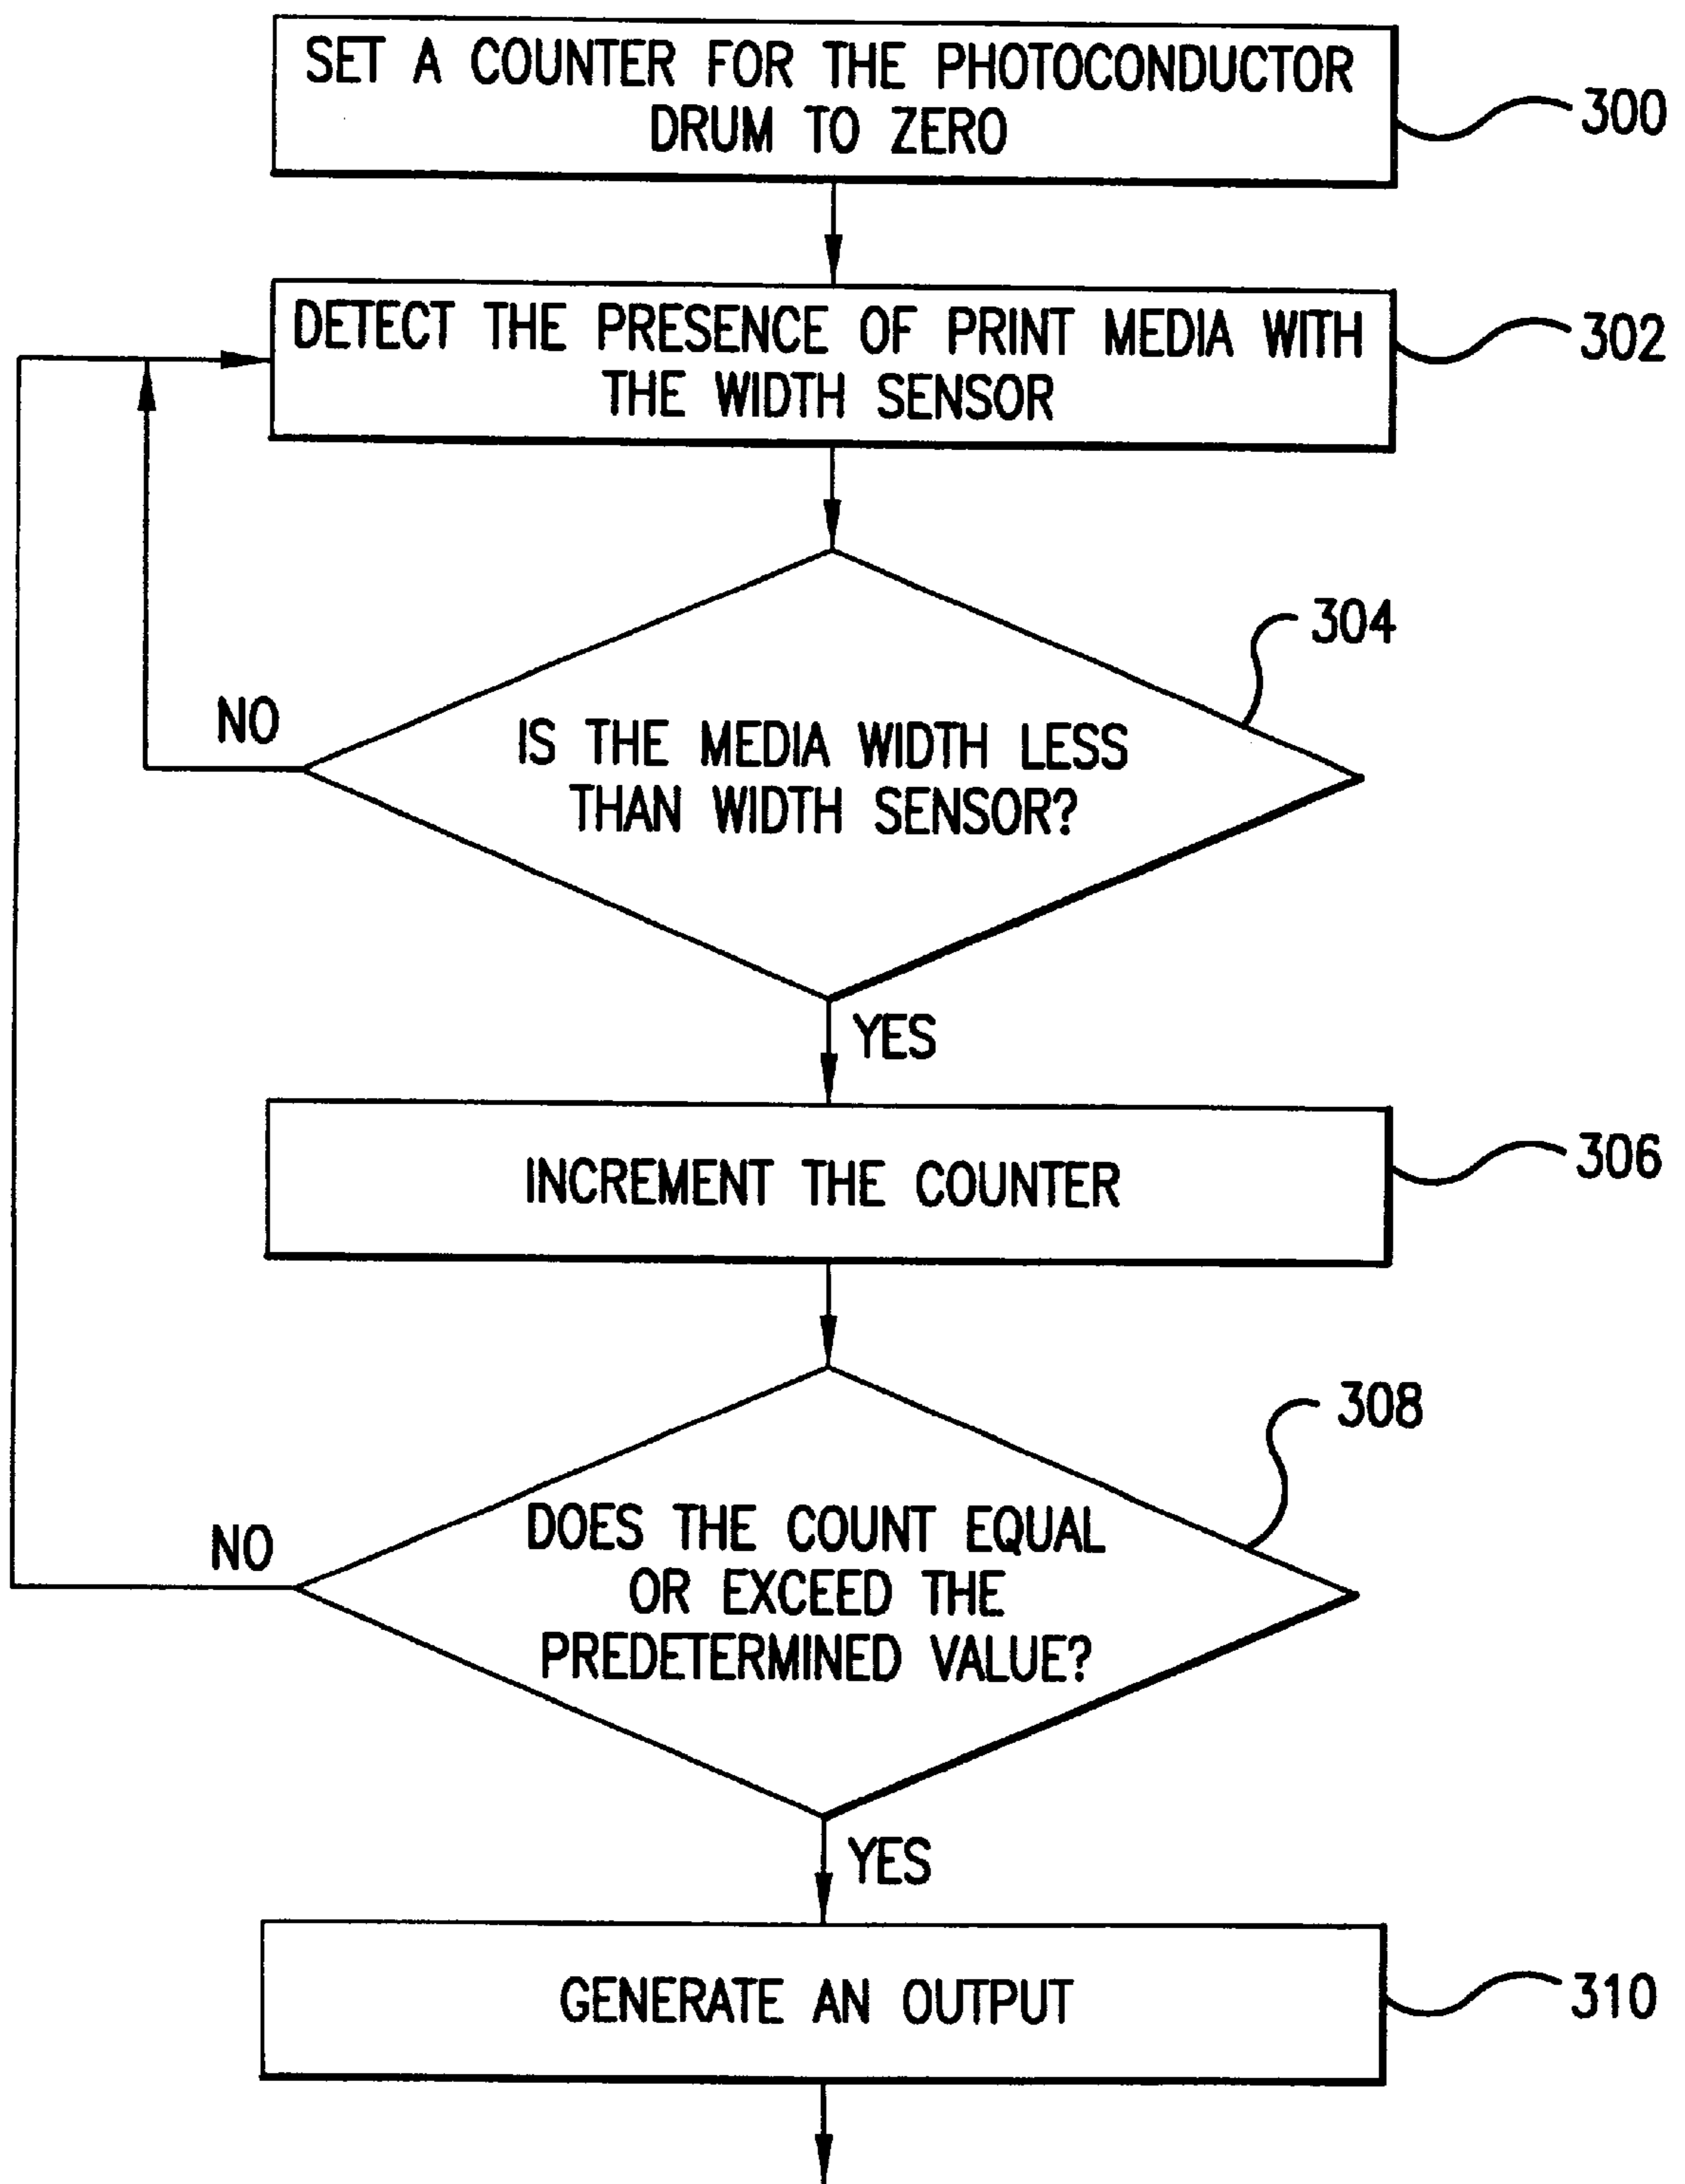 SET A COUNTER FOR THE PHOTOCONDUCTOR
DRUM TO ZERO
300
DETECT THE PRESENCE OF PRINT MEDIA WITH
THE WIDTH SENSOR
302
304
NO
IS THE MEDIA WIDTH LESS
THAN WIDTH SENSOR?
YES
INCREMENT THE COUNTER
306
308
NO
DOES THE COUNT EQUAL
OR EXCEED THE
PREDETERMINED VALUE?
YES
GENERATE AN OUTPUT
310